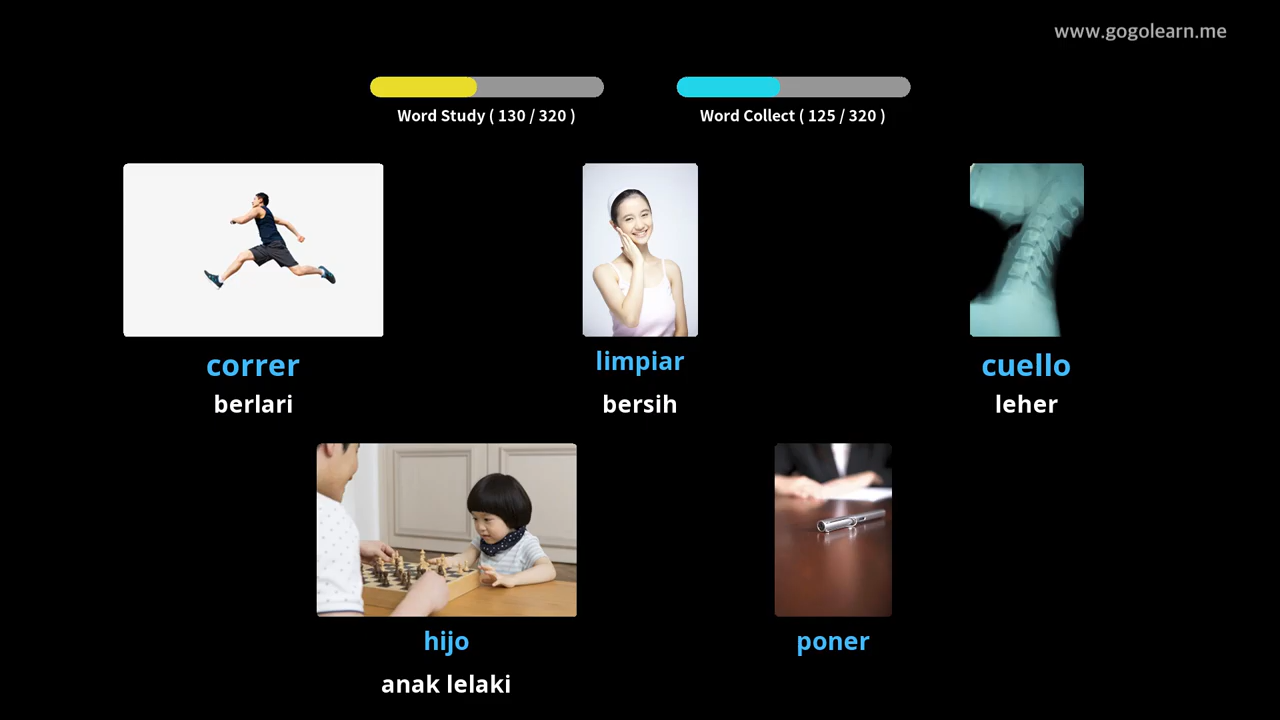 www.gogolearn.me
Word Study ( 130 / 320 )
Word Collect ( 125 / 320 )
correr
berlari
limpiar
bersih
cuello
leher
hijo
anak lelaki
poner